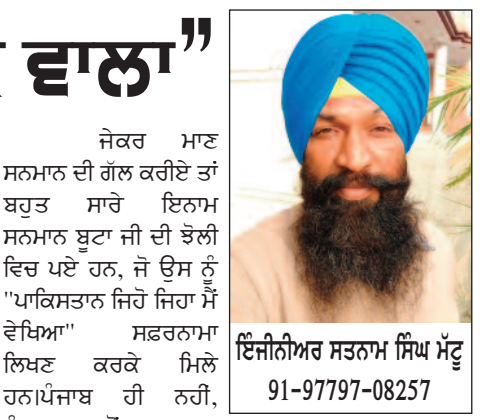 ਵਾਲਾ”
ਜੇਕਰ ਮਾਣ
ਸਨਮਾਨ ਦੀ ਗੱਲ ਕਰੀਏ ਤਾਂ
ਬਹੁਤ ਸਾਰੇ ਇਨਾਮ
ਸਨਮਾਨ ਬੂਟਾ ਜੀ ਦੀ ਝੋਲੀ
ਵਿਚ ਪਏ ਹਨ, ਜੋ ਉਸ ਨੂੰ
"ਪਾਕਿਸਤਾਨ ਜਿਹੋ ਜਿਹਾ ਮੈਂ
ਵੇਖਿਆ" ਸਫ਼ਰਨਾਮਾ
ਲਿਖਣ ਕਰਕੇ ਮਿਲੇ
ਹਨ।ਪੰਜਾਬ ਹੀ ਨਹੀਂ,
ਇੰਜੀਨੀਅਰ ਸਤਨਾਮ ਸਿੰਘ ਮੱਟੂ
91-97797-08257